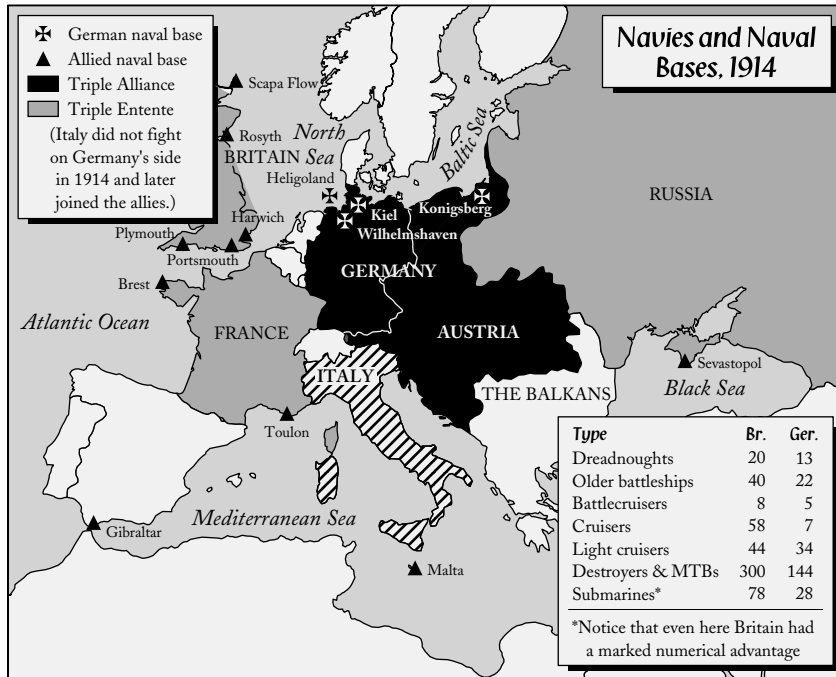 German naval base
Allied naval base
Triple Alliance
Triple Entente
(Italy did not fight
on Germany's side
in 1914 and later
joined the allies.)
Navies and Naval
Bases, 1914
Scapa Flow
Rosyth
North
Sea
BRITAIN
Heligoland
Baltic Sea
RUSSIA
Harwich
Plymouth
Portsmouth
Kiel
Wilhelmshaven
Konigsberg
Brest
GERMANY
Atlantic Ocean
FRANCE
AUSTRIA
ITALY
THE BALKANS
Sevastopol
Black Sea
Toulon
Mediterranean Sea
Gibraltar
Malta
Type Br. Ger.
Dreadnoughts 20 13
Older battleships 40 22
Battlecruisers 8 5
Cruisers 58 7
Light cruisers 44 34
Destroyers & MTBs 300 144
Submarines* 78 28
*Notice that even here Britain had
a marked numerical advantage